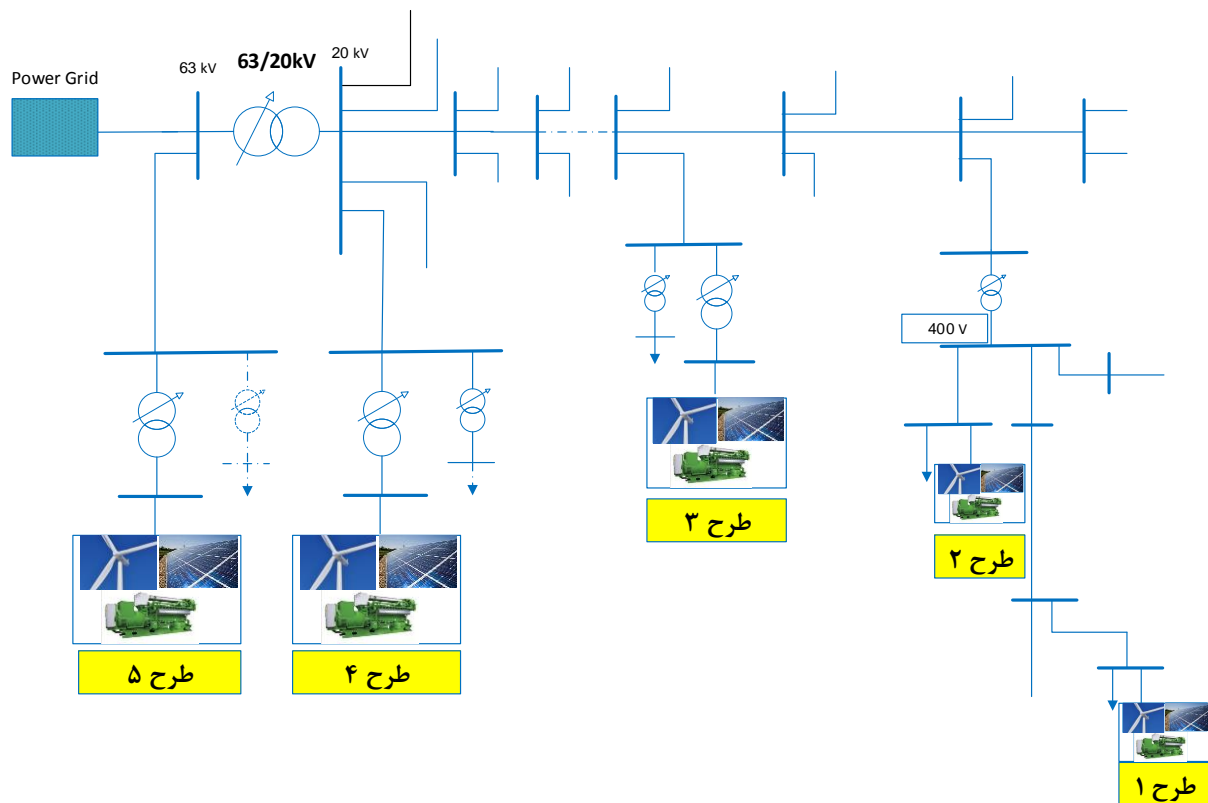 Power Grid
63 kV
63/20kV
20 kV
400 V
طرح ۳
طرح ۲
طرح ۵
طرح ۴
طرح ۱